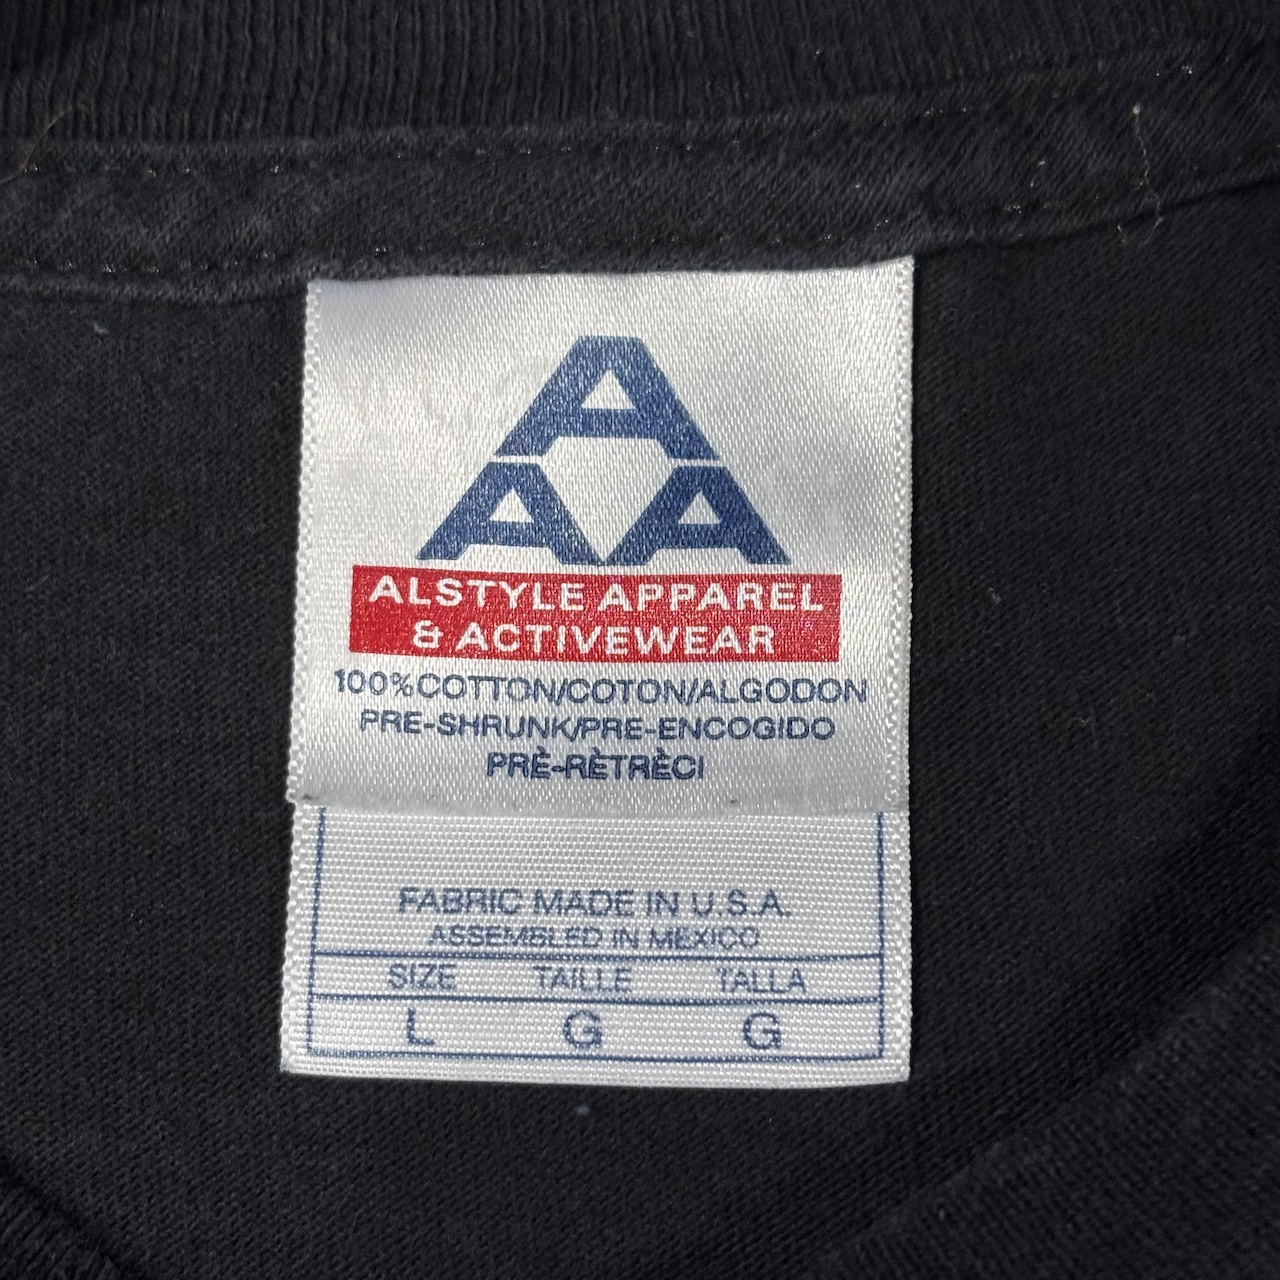 A
A A
ALSTYLE APPAREL
& ACTIVEWEAR
100%COTTON/COTON/ALGODON
PRE-SHRUNK/PRE-ENCOGIDO
PRÈ-RÈTRÈCI
FABRIC MADE IN U.S.A.
ASSEMBLED IN MEXICO
SIZE TAILLE TALLA
L G G